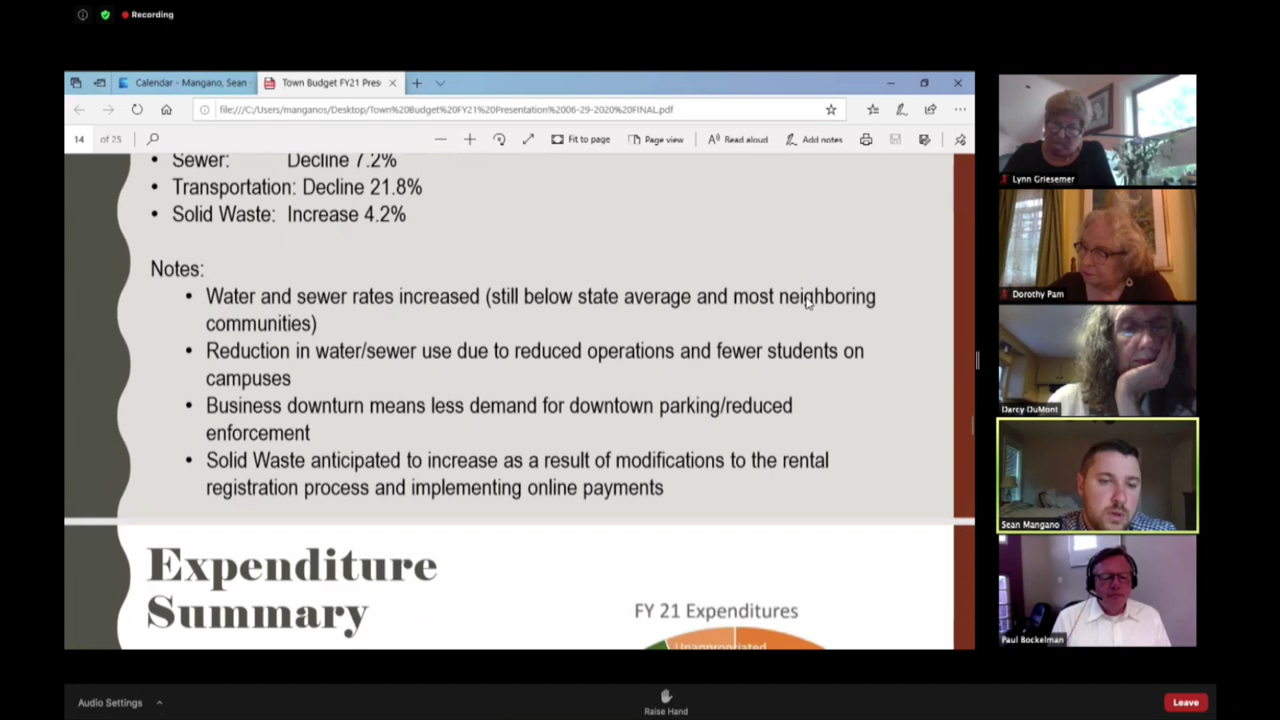 Recording
Calendar - Mangano, Sean
Town Budget FY21 Pres
file:///C:/Users/manganos/Desktop/Town%20Budget%20FY21%20Presentation%2006-29-2020%20FINAL.pdf
14 of 25
Fit to page
Page view
Read aloud
Add notes
• Sewer: Decline 7.2%
• Transportation: Decline 21.8%
• Solid Waste: Increase 4.2%
Notes:
• Water and sewer rates increased (still below state average and most neighboring
communities)
• Reduction in water/sewer use due to reduced operations and fewer students on
campuses
• Business downturn means less demand for downtown parking/reduced
enforcement
• Solid Waste anticipated to increase as a result of modifications to the rental
registration process and implementing online payments
Expenditure
Summary
FY 21 Expenditures
Unappropriated
Lynn Griesemer
Dorothy Pam
Darcy DuMont
Sean Mangano
Paul Bockelman
Audio Settings
Raise Hand
Leave